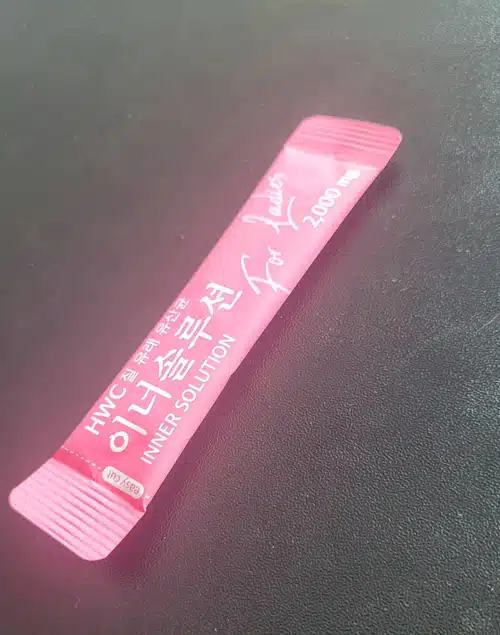 HWC 질 유래 유산균
이너솔루션
INNER SOLUTION
For Ladies
2,000 mg
easy cut